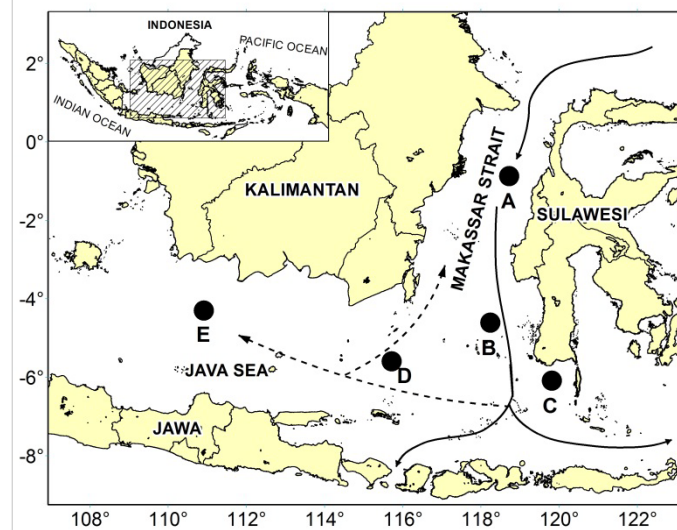 INDONESIA
PACIFIC OCEAN
INDIAN OCEAN
2°
0°
-2°
-4°
-6°
-8°
KALIMANTAN
MAKASSAR STRAIT
SULAWESI
A
B
C
D
E
JAVA SEA
JAWA
108° 110° 112° 114° 116° 118° 120° 122°